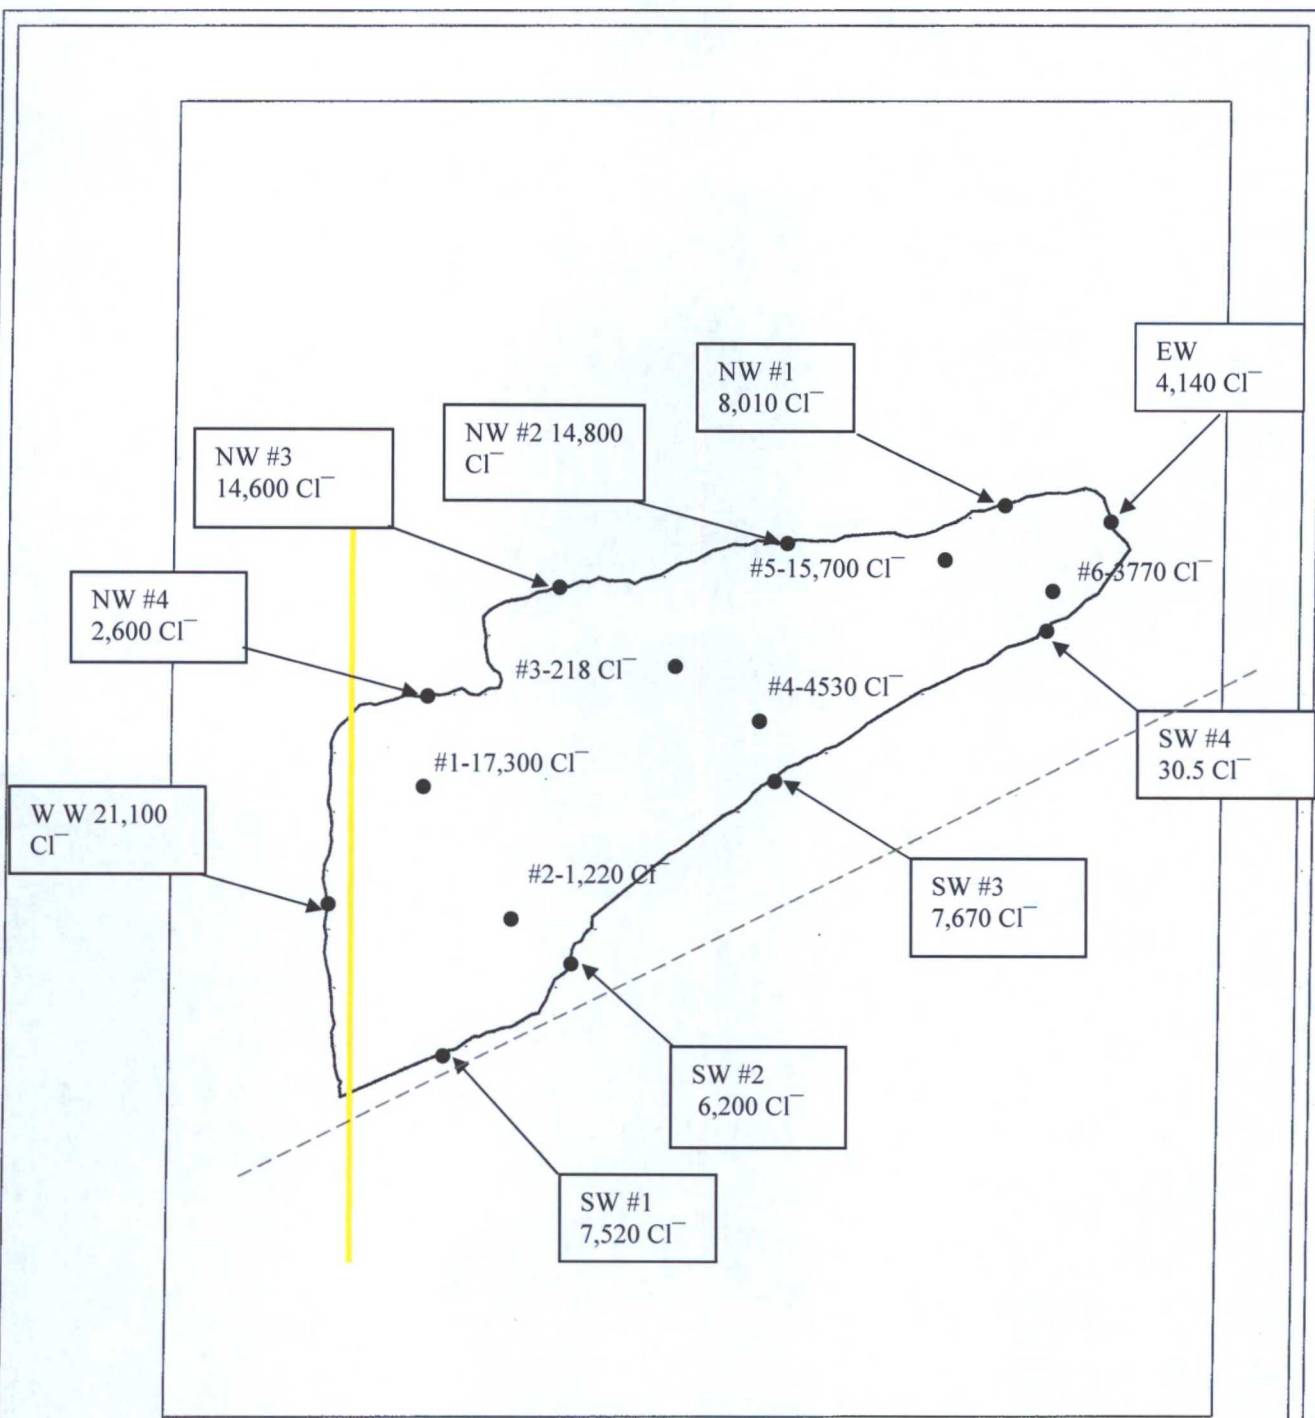 EW
4,140 Cl¯
NW #1
8,010 Cl¯
NW #2 14,800
Cl¯
NW #3
14,600 Cl¯
#5-15,700 Cl¯
#6-3770 Cl¯
NW #4
2,600 Cl¯
#3-218 Cl¯
#4-4530 Cl¯
SW #4
30.5 Cl¯
#1-17,300 Cl¯
W W 21,100
Cl¯
#2-1,220 Cl¯
SW #3
7,670 Cl¯
SW #2
6,200 Cl¯
SW #1
7,520 Cl¯